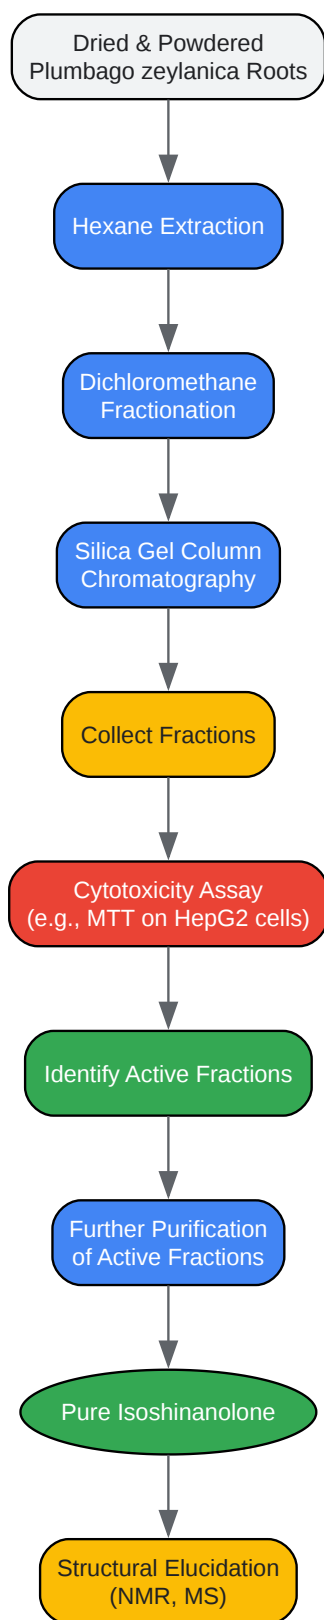 Dried & Powdered
Plumbago zeylanica Roots
Hexane Extraction
Dichloromethane
Fractionation
Silica Gel Column
Chromatography
Collect Fractions
Cytotoxicity Assay
(e.g., MTT on HepG2 cells)
Identify Active Fractions
Further Purification
of Active Fractions
Pure Isoshinanolone
Structural Elucidation
(NMR, MS)